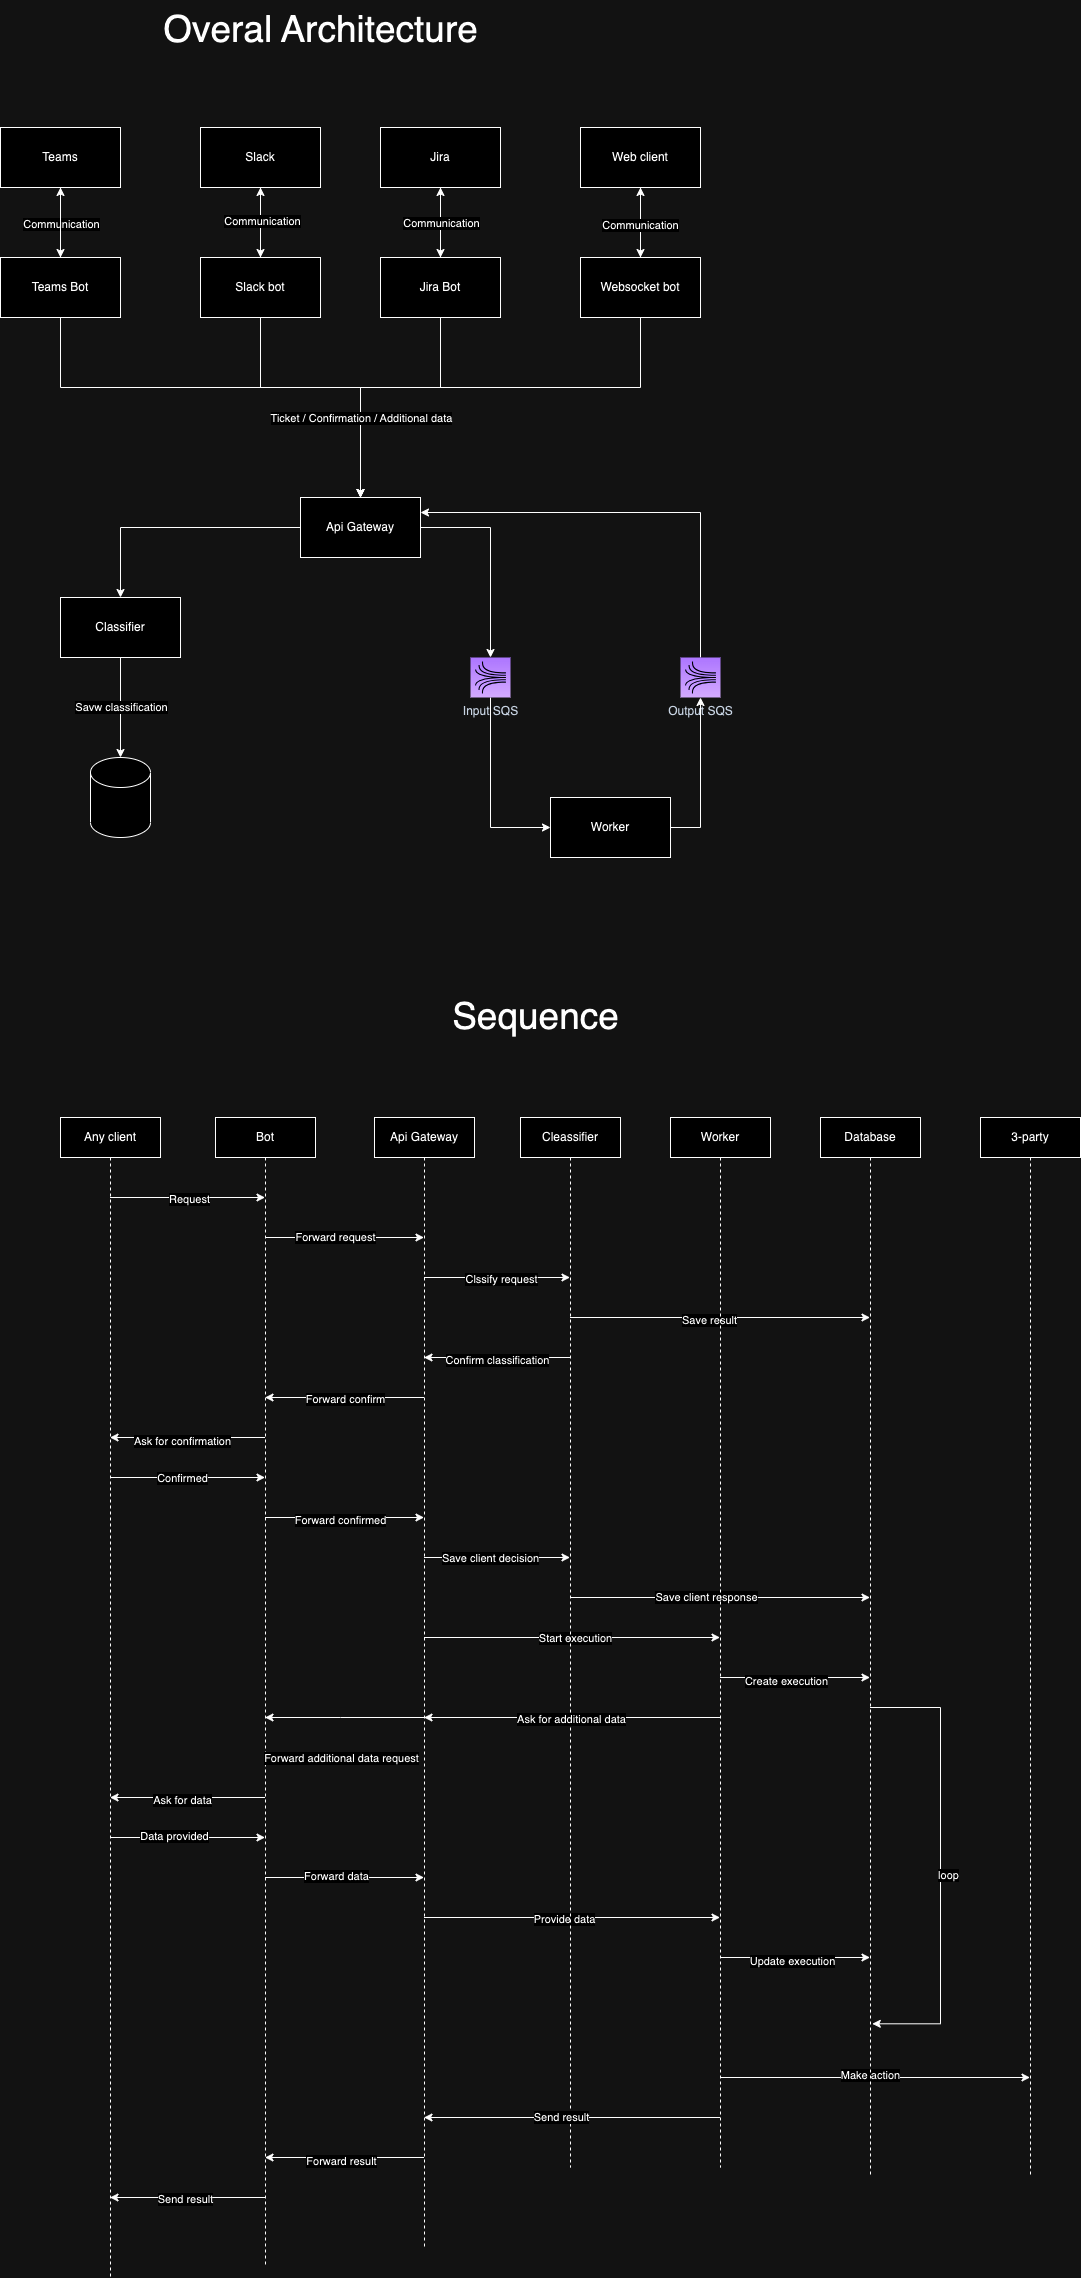 Overal Architecture
Teams
Slack
Jira
Web client
Communication
Communication
Communication
Communication
Teams Bot
Slack bot
Jira Bot
Websocket bot
Ticket / Confirmation / Additional data
Api Gateway
Classifier
Savw classification
Input SQS
Output SQS
Worker
Sequence
Any client
Bot
Api Gateway
Cleassifier
Worker
Database
3-party
Request
Forward request
Clssify request
Save result
Confirm classification
Forward confirm
Ask for confirmation
Confirmed
Forward confirmed
Save client decision
Save client response
Start execution
Create execution
Ask for additional data
Forward additional data request
Ask for data
Data provided
loop
Forward data
Provide data
Update execution
Make action
Send result
Forward result
Send result